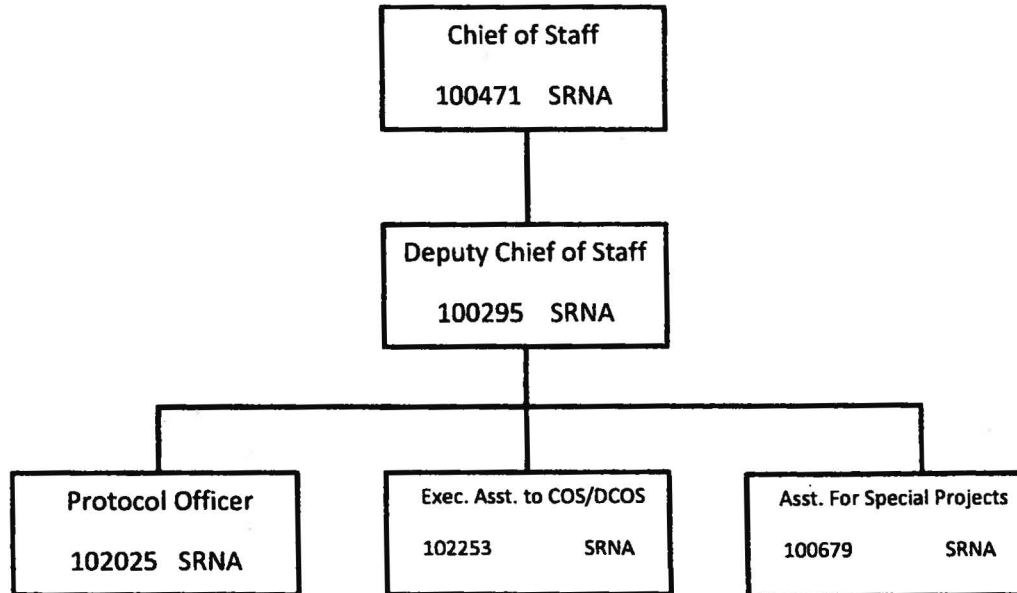 Chief of Staff
100471 SRNA
Deputy Chief of Staff
100295 SRNA
Protocol Officer
102025 SRNA
Exec. Asst. to COS/DCOS
102253 SRNA
Asst. For Special Projects
100679 SRNA